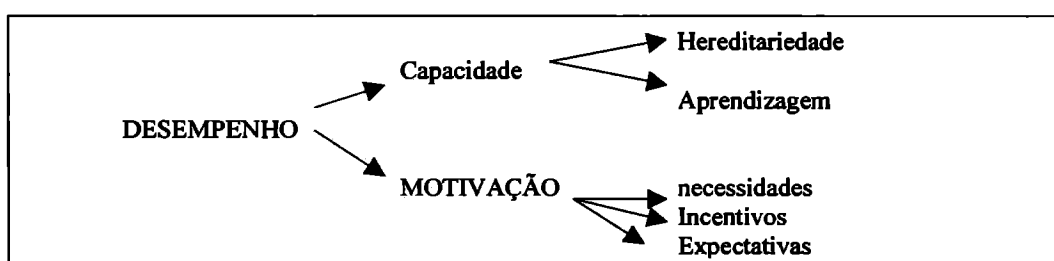 Hereditariedade
Capacidade
Aprendizagem
DESEMPENHO
MOTIVAÇÃO
necessidades
Incentivos
Expectativas